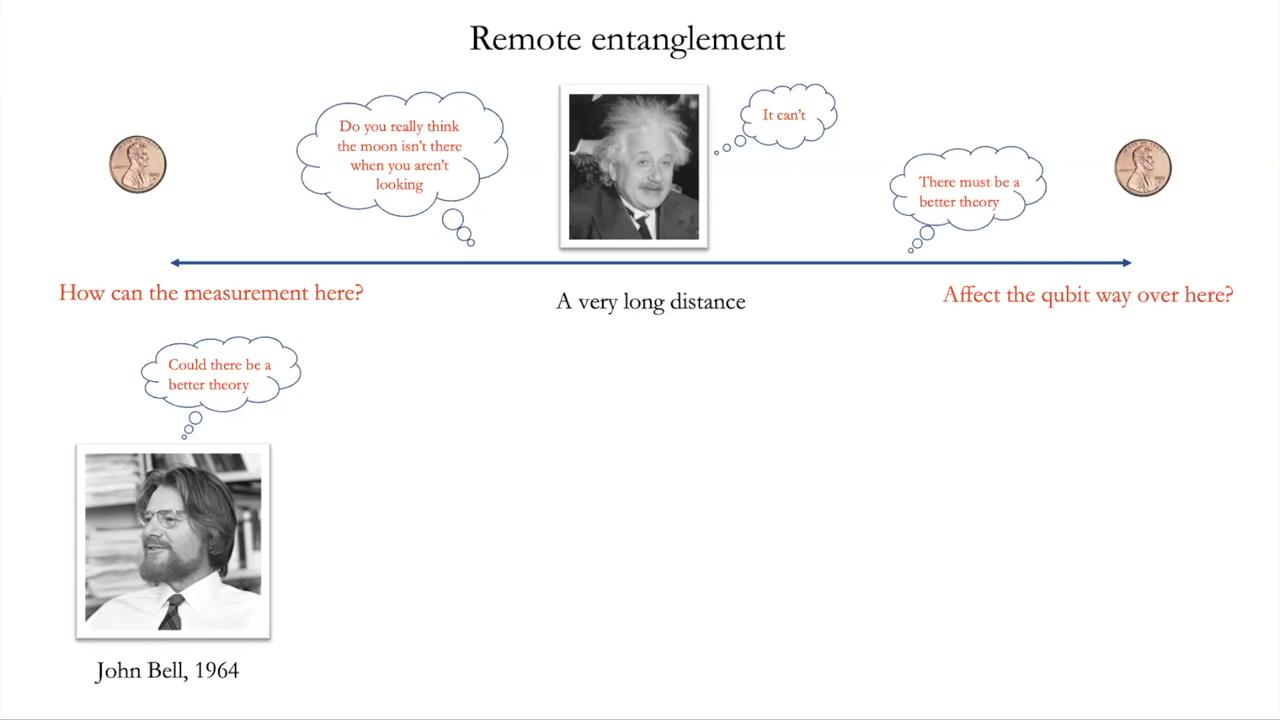 Remote entanglement
Do you really think
the moon isn't there
when you aren't
looking
It can't
There must be a
better theory
How can the measurement here?
A very long distance
Affect the qubit way over here?
Could there be a
better theory
John Bell, 1964